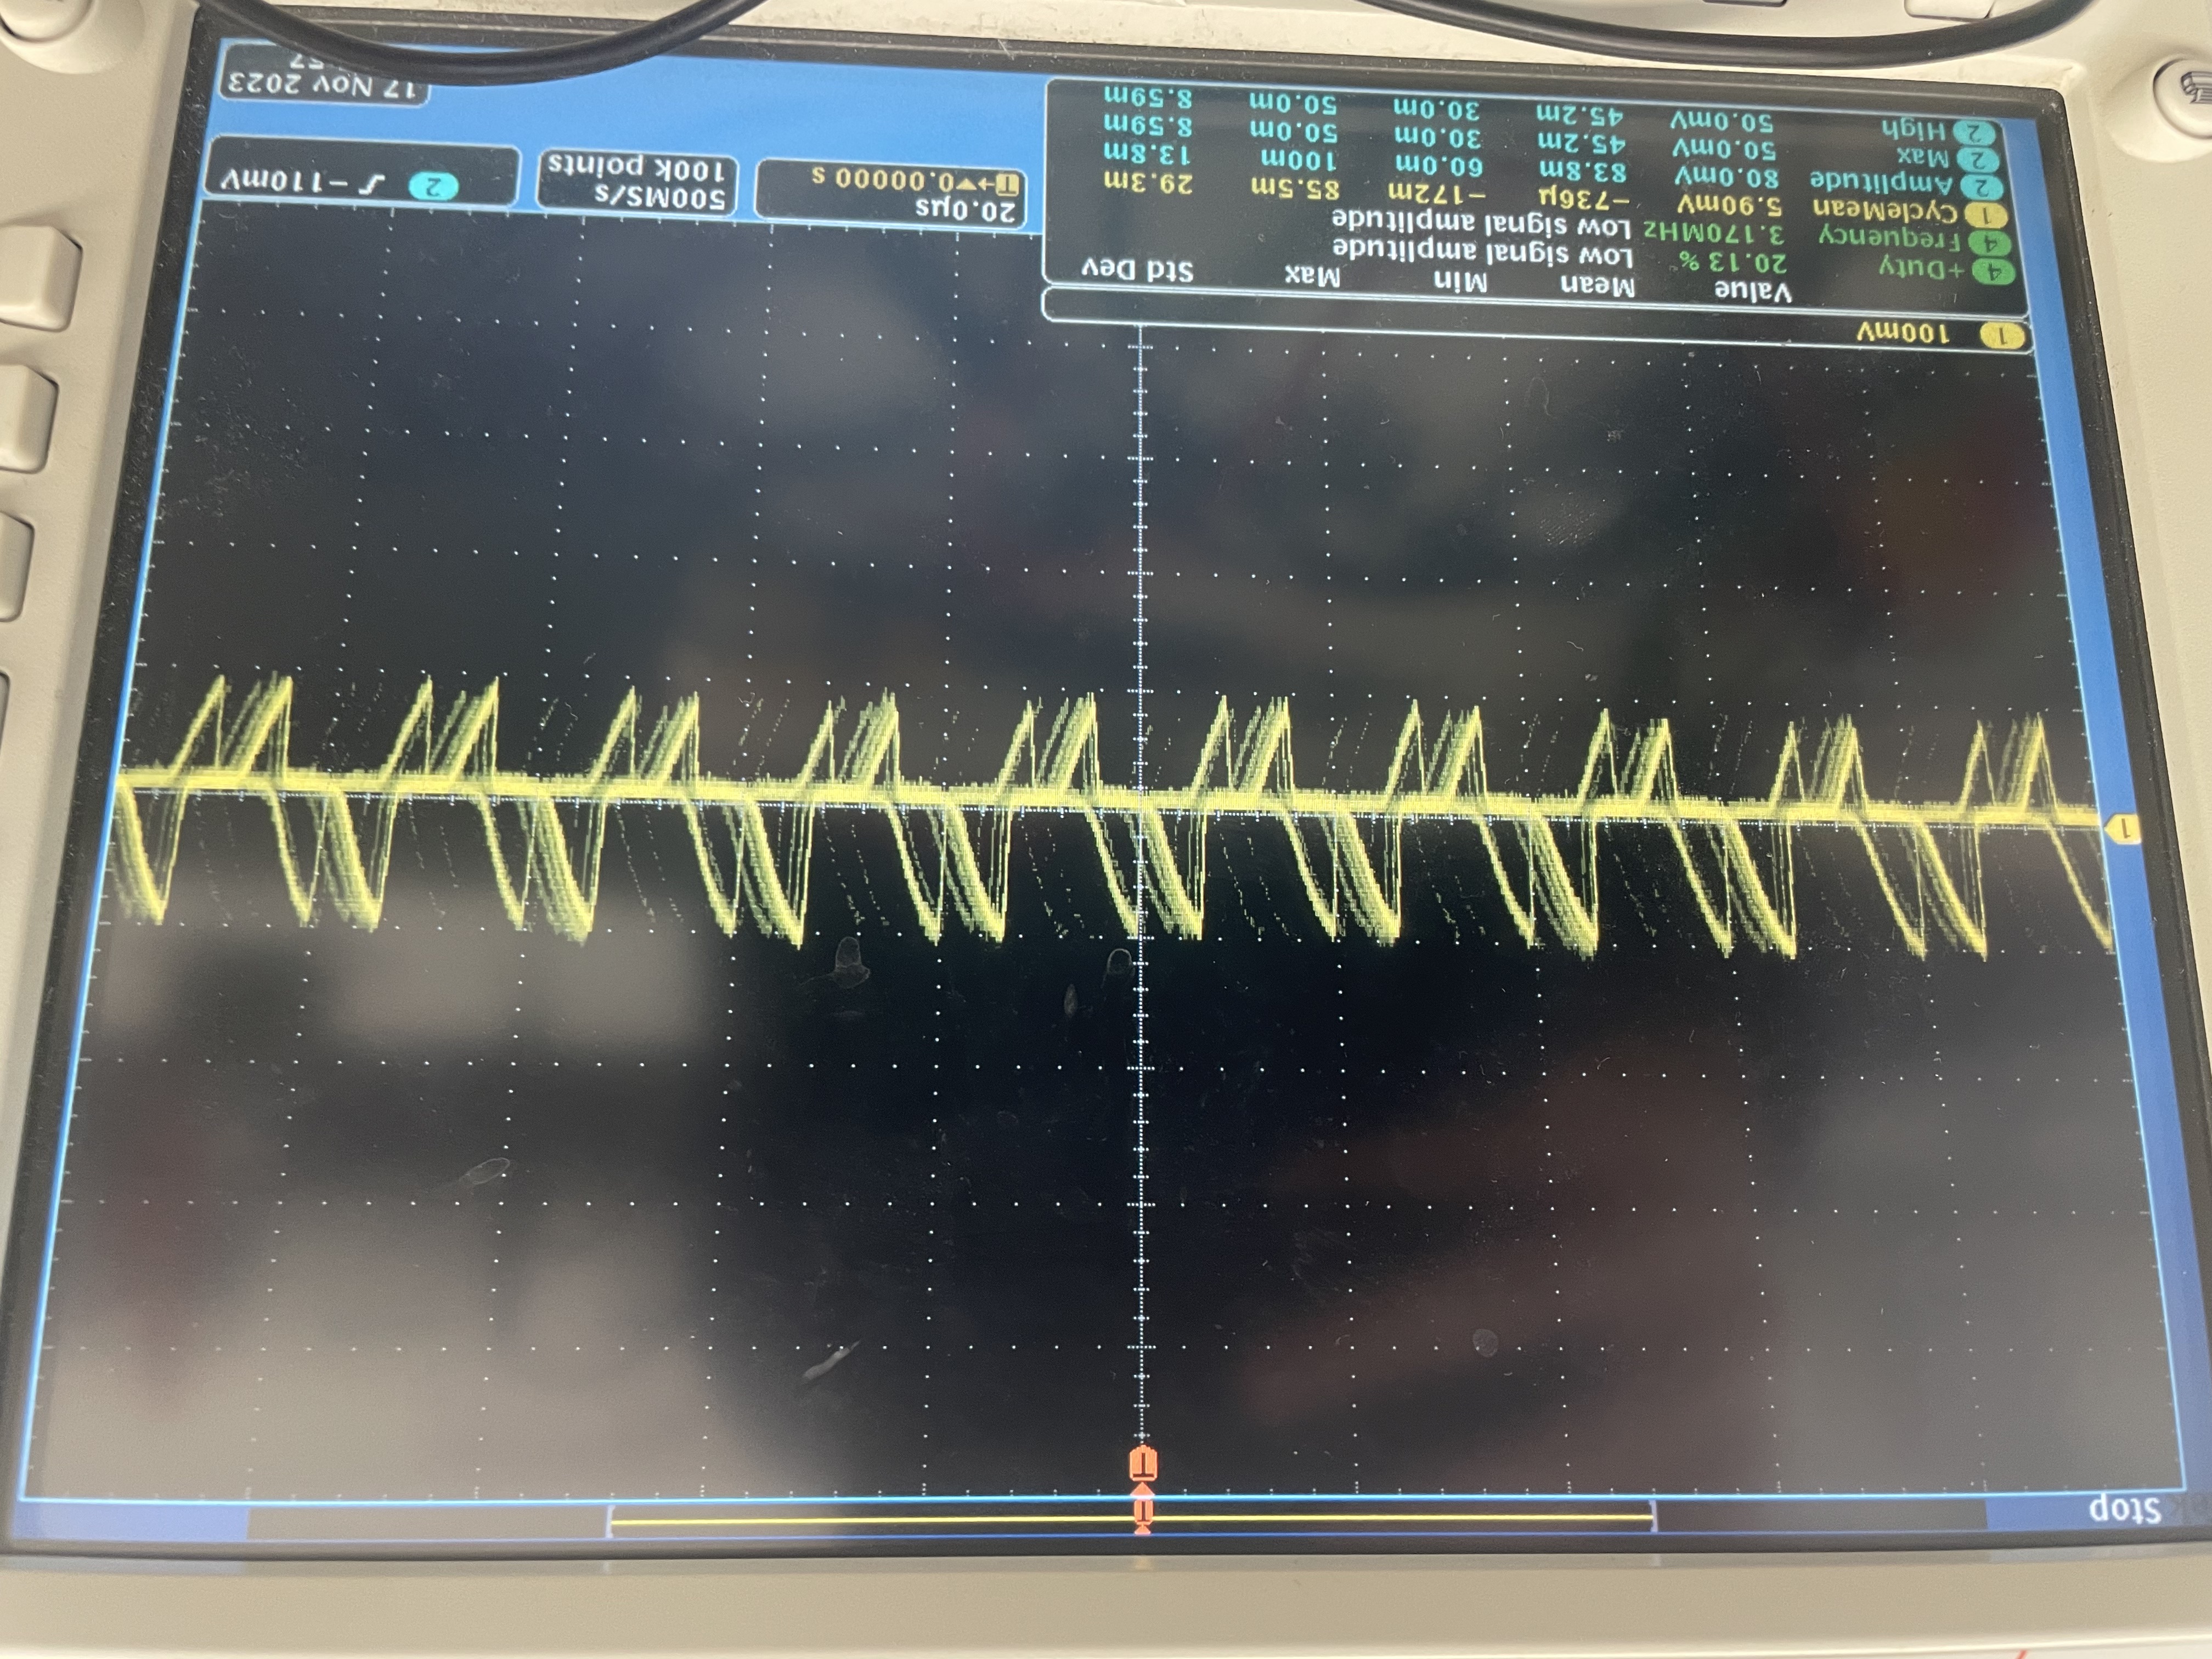 Stop
T
T
1
1 100mV
Value Mean Min Max Std Dev
4 +Duty 20.13 % Low signal amplitude
4 Frequency 3.170MHz Low signal amplitude
1 CycleMean 5.90mV −736μ −172m 85.5m 29.3m
2 Amplitude 80.0mV 83.8m 60.0m 100m 13.8m
2 Max 50.0mV 45.2m 30.0m 50.0m 8.59m
2 High 50.0mV 45.2m 30.0m 50.0m 8.59m
20.0μs
T→▼0.00000 s
500MS/s
100k points
2 −110mV
17 Nov 2023